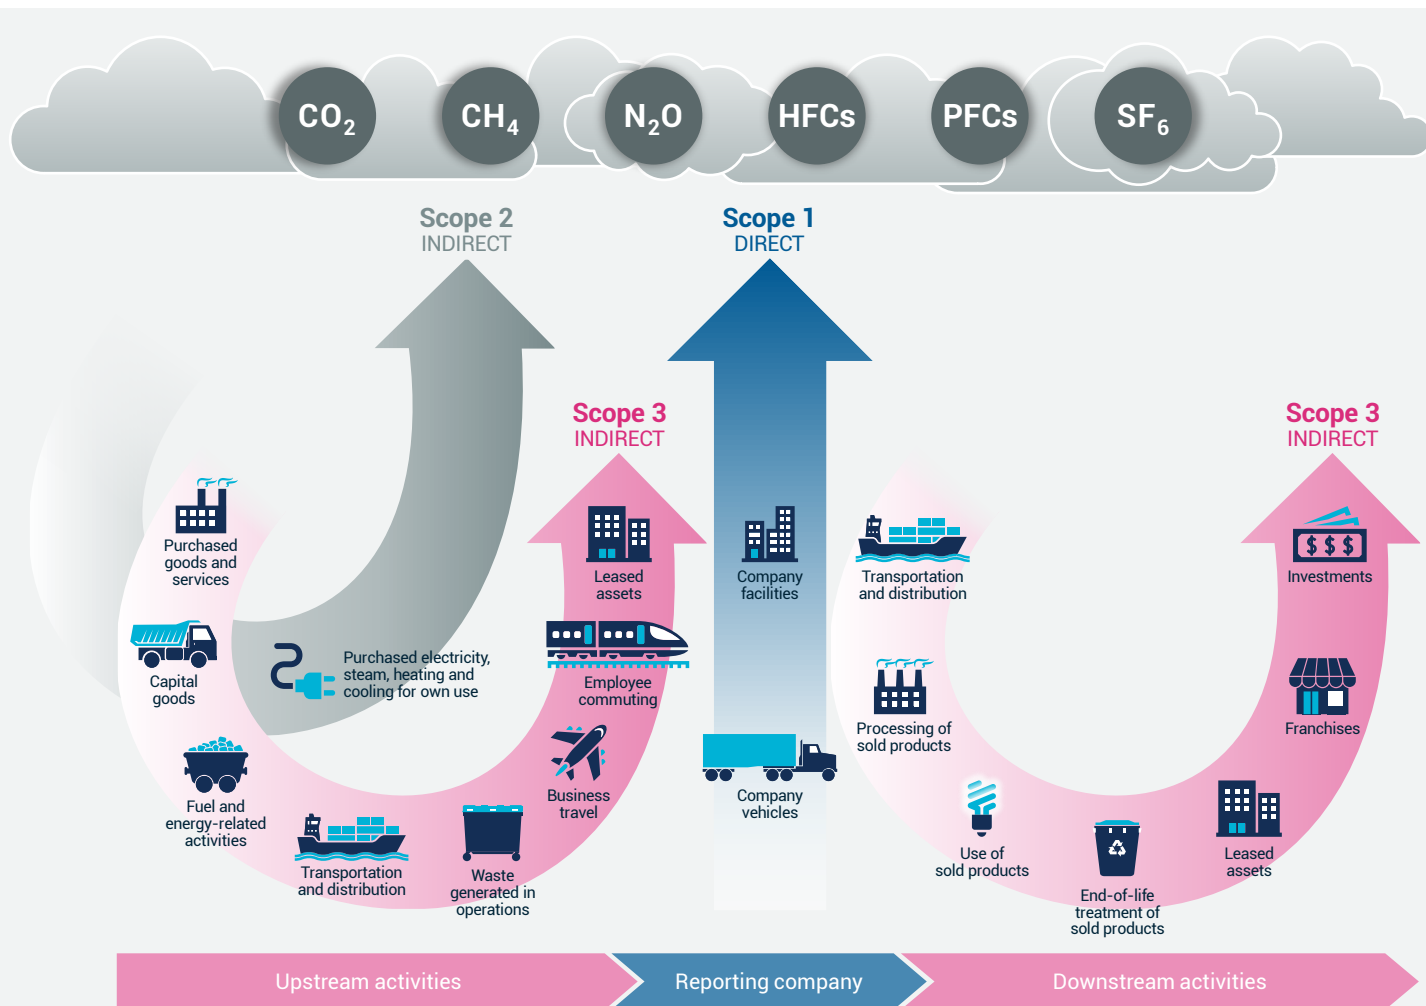 CO₂
CH₄
N₂O
HFCs
PFCs
SF₆
Scope 2
INDIRECT
Scope 1
DIRECT
Scope 3
INDIRECT
Scope 3
INDIRECT
Purchased
goods and
services
Capital
goods
Fuel and
energy-related
activities
Transportation
and distribution
Waste
generated in
operations
Business
travel
Employee
commuting
Leased
assets
Purchased electricity,
steam, heating and
cooling for own use
Company
facilities
Company
vehicles
Transportation
and distribution
Processing of
sold products
Use of
sold products
End-of-life
treatment of
sold products
Leased
assets
Franchises
$ $ $
Investments
Upstream activities
Reporting company
Downstream activities